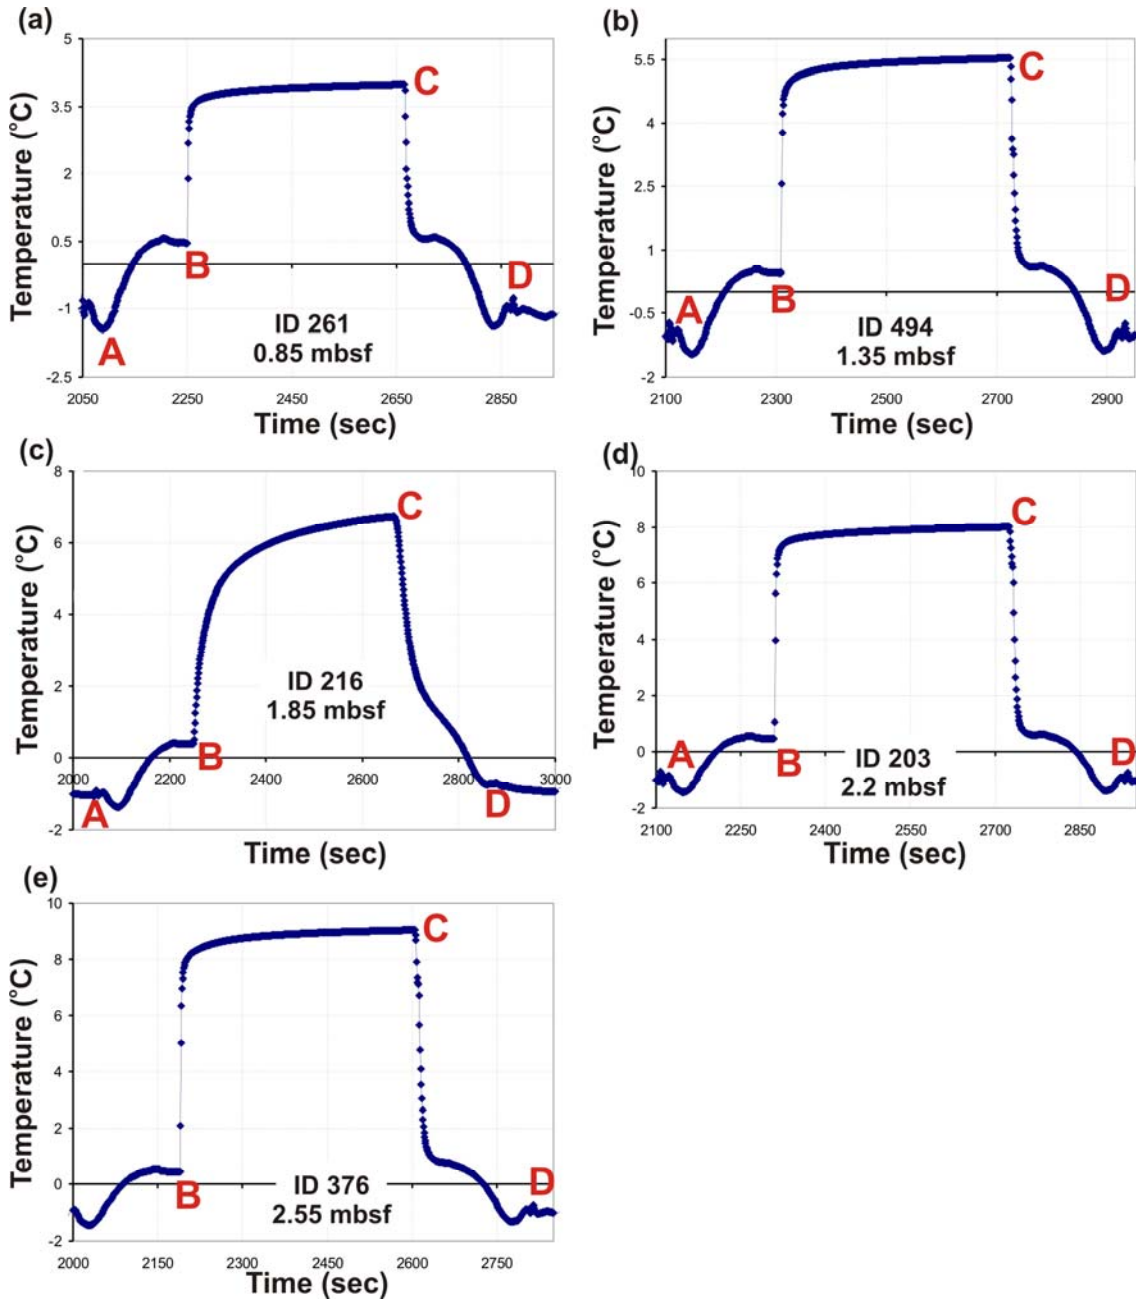 (a)
5
3.5
2
0.5
-1
-2.5
Temperature (°C)
A
B
C
D
ID 261
0.85 mbsf
2050
2250
2450
2650
2850
Time (sec)
(b)
5.5
4
2.5
1
-0.5
-2
Temperature (°C)
A
B
C
D
ID 494
1.35 mbsf
2100
2300
2500
2700
2900
Time (sec)
(c)
8
6
4
2
0
-2
Temperature (°C)
A
B
C
D
ID 216
1.85 mbsf
2000
2200
2400
2600
2800
3000
Time (sec)
(d)
10
8
6
4
2
0
-2
Temperature (°C)
A
B
C
D
ID 203
2.2 mbsf
2100
2250
2400
2550
2700
2850
Time (sec)
(e)
10
8
6
4
2
0
-2
Temperature (°C)
B
C
D
ID 376
2.55 mbsf
2000
2150
2300
2450
2600
2750
Time (sec)